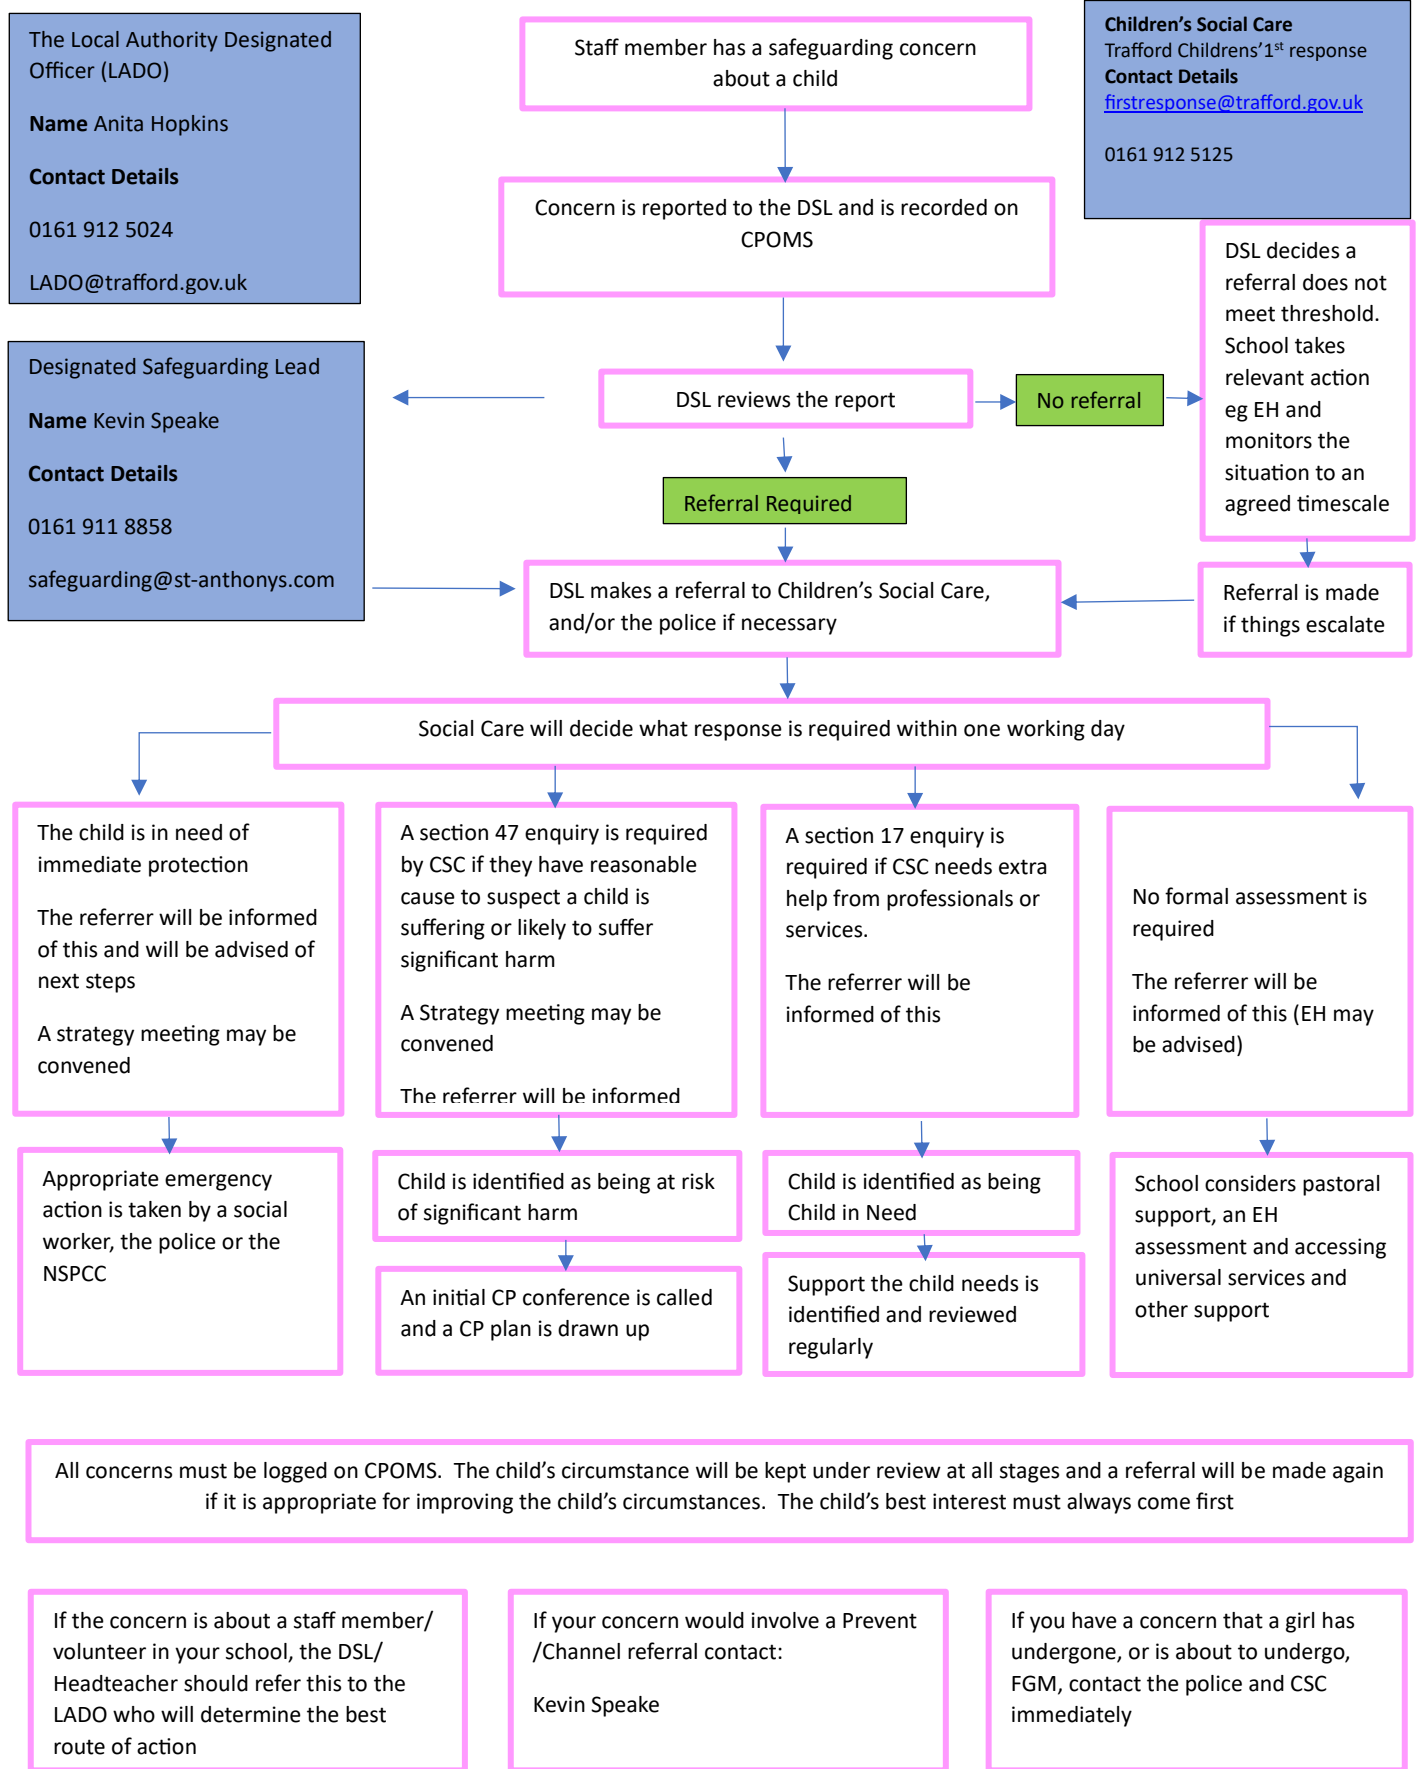 The Local Authority Designated
Officer (LADO)
Name Anita Hopkins
Contact Details
0161 912 5024
LADO@trafford.gov.uk
Staff member has a safeguarding concern
about a child
Children's Social Care
Trafford Childrens'1st response
Contact Details
firstresponse@trafford.gov.uk
0161 912 5125
Concern is reported to the DSL and is recorded on
CPOMS
DSL decides a
referral does not
meet threshold.
School takes
relevant action
eg EH and
monitors the
situation to an
agreed timescale
Designated Safeguarding Lead
Name Kevin Speake
Contact Details
0161 911 8858
safeguarding@st-anthonys.com
DSL reviews the report
No referral
Referral Required
DSL makes a referral to Children's Social Care,
and/or the police if necessary
Referral is made
if things escalate
Social Care will decide what response is required within one working day
The child is in need of
immediate protection
The referrer will be informed
of this and will be advised of
next steps
A strategy meeting may be
convened
A section 47 enquiry is required
by CSC if they have reasonable
cause to suspect a child is
suffering or likely to suffer
significant harm
A Strategy meeting may be
convened
The referrer will be informed
A section 17 enquiry is
required if CSC needs extra
help from professionals or
services.
The referrer will be
informed of this
No formal assessment is
required
The referrer will be
informed of this (EH may
be advised)
Appropriate emergency
action is taken by a social
worker, the police or the
NSPCC
Child is identified as being at risk
of significant harm
An initial CP conference is called
and a CP plan is drawn up
Child is identified as being
Child in Need
Support the child needs is
identified and reviewed
regularly
School considers pastoral
support, an EH
assessment and accessing
universal services and
other support
All concerns must be logged on CPOMS.  The child's circumstance will be kept under review at all stages and a referral will be made again
if it is appropriate for improving the child's circumstances.  The child's best interest must always come first
If the concern is about a staff member/
volunteer in your school, the DSL/
Headteacher should refer this to the
LADO who will determine the best
route of action
If your concern would involve a Prevent
/Channel referral contact:
Kevin Speake
If you have a concern that a girl has
undergone, or is about to undergo,
FGM, contact the police and CSC
immediately